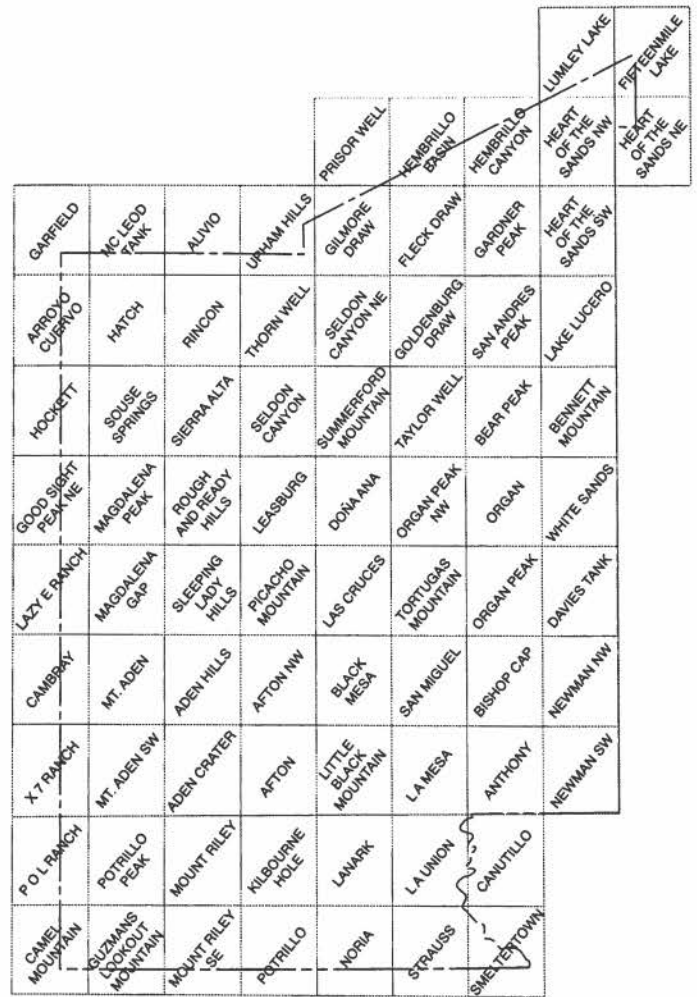 LUMLEY LAKE
FIFTEENMILE
LAKE
PRISOR WELL
HEMBRILLO
BASIN
HEMBRILLO
CANYON
HEART
OF THE
SANDS NW
HEART
OF THE
SANDS NE
GARFIELD
MC LEOD
TANK
ALIVIO
UPHAM HILLS
GILMORE
DRAW
FLECK DRAW
GARDNER
PEAK
HEART
OF THE
SANDS SW
ARROYO
CUERVO
HATCH
RINCON
THORN WELL
SELDON
CANYON NE
GOLDENBURG
DRAW
SAN ANDRES
PEAK
LAKE LUCERO
HOCKETT
SOUSE
SPRINGS
SIERRA ALTA
SELDON
CANYON
SUMMERFORD
MOUNTAIN
TAYLOR WELL
BEAR PEAK
BENNETT
MOUNTAIN
GOOD SIGHT
PEAK NE
MAGDALENA
PEAK
ROUGH
AND READY
HILLS
LEASBURG
DOÑA ANA
ORGAN PEAK
NW
ORGAN
WHITE SANDS
LAZY E RANCH
MAGDALENA
GAP
SLEEPING
LADY
HILLS
PICACHO
MOUNTAIN
LAS CRUCES
TORTUGAS
MOUNTAIN
ORGAN PEAK
DAVIES TANK
CAMBRAY
MT. ADEN
ADEN HILLS
AFTON NW
BLACK
MESA
SAN MIGUEL
BISHOP CAP
NEWMAN NW
X 7 RANCH
MT. ADEN SW
ADEN CRATER
AFTON
LITTLE
BLACK
MOUNTAIN
LA MESA
ANTHONY
NEWMAN SW
P O L RANCH
POTRILLO
PEAK
MOUNT RILEY
KILBOURNE
HOLE
LANARK
LA UNION
CANUTILLO
CAMEL
MOUNTAIN
GUZMANS
LOOKOUT
MOUNTAIN
MOUNT RILEY
SE
POTRILLO
NORIA
STRAUSS
SMELTERTOWN